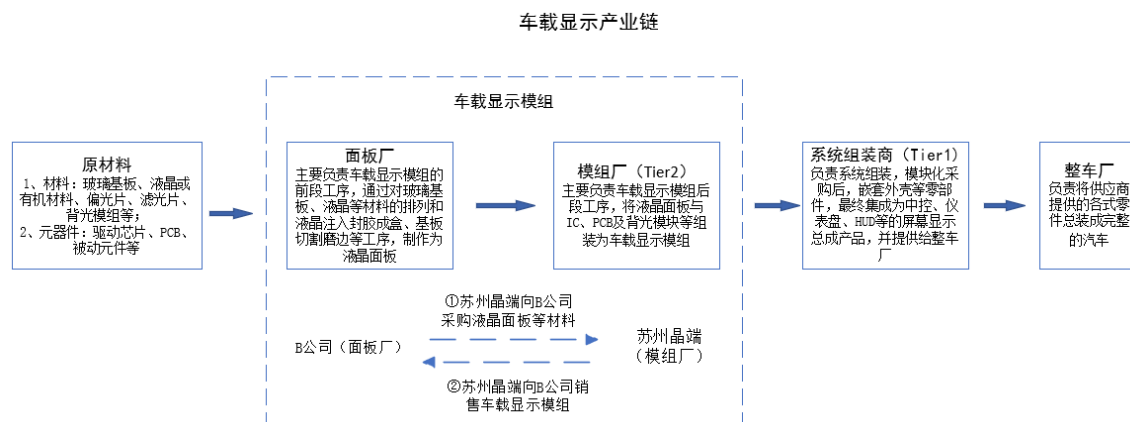 车载显示产业链
车载显示模组
原材料
1、材料：玻璃基板、液晶或
有机材料、偏光片、滤光片、
背光模组等；
2、元器件：驱动芯片、PCB、
被动元件等
面板厂
主要负责车载显示模组的
前段工序，通过对玻璃基
板、液晶等材料的排列和
液晶注入封胶成盒、基板
切割磨边等工序，制作为
液晶面板
模组厂（Tier2）
主要负责车载显示模组后
段工序，将液晶面板与
IC、PCB及背光模块等组
装为车载显示模组
系统组装商（Tier1）
负责系统组装，模块化采
购后，嵌套外壳等零部
件，最终集成为中控、仪
表盘、HUD等的屏幕显示
总成产品，并提供给整车
厂
整车厂
负责将供应商
提供的各式零
件总装成完整
的汽车
①苏州晶端向B公司
采购液晶面板等材料
B公司（面板厂）
苏州晶端
（模组厂）
②苏州晶端向B公司销
售车载显示模组